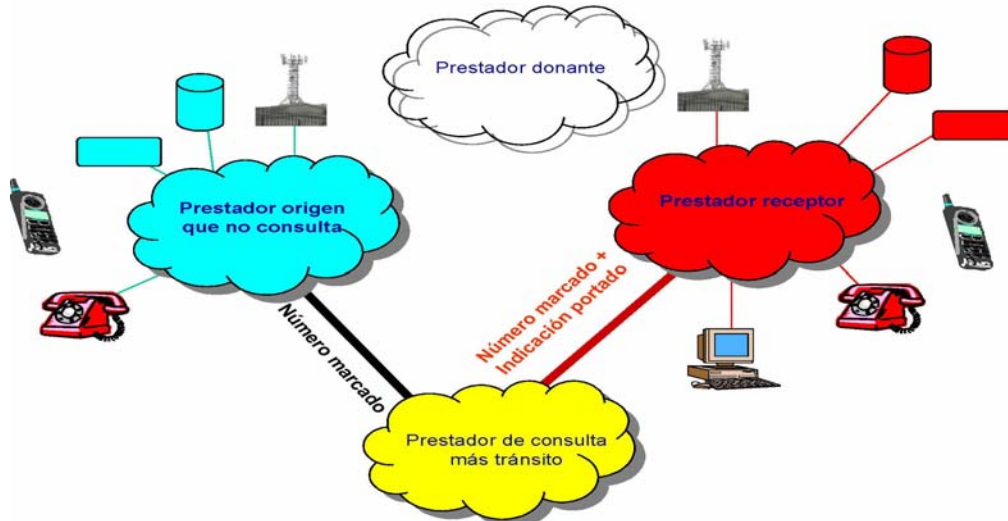 Prestador donante
Prestador origen
que no consulta
Prestador receptor
Número marcado
Número marcado +
Indicación portado
Prestador de consulta
más tránsito